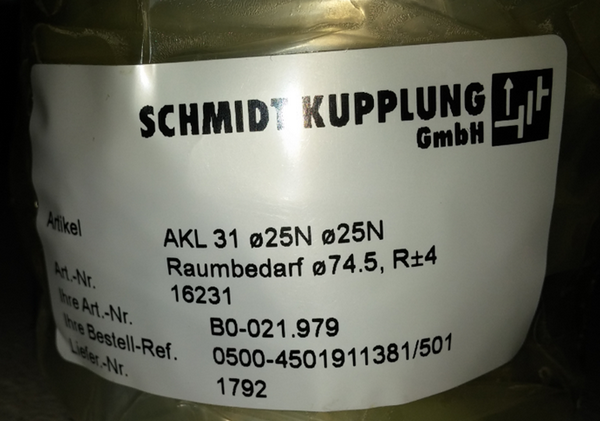 SCHMIDT KUPPLUNG
GmbH
Artikel AKL 31 ø25N ø25N
Raumbedarf ø74.5, R±4
Art.-Nr. 16231
Ihre Art.-Nr. B0-021.979
Ihre Bestell-Ref. 0500-4501911381/501
Liefer.-Nr. 1792